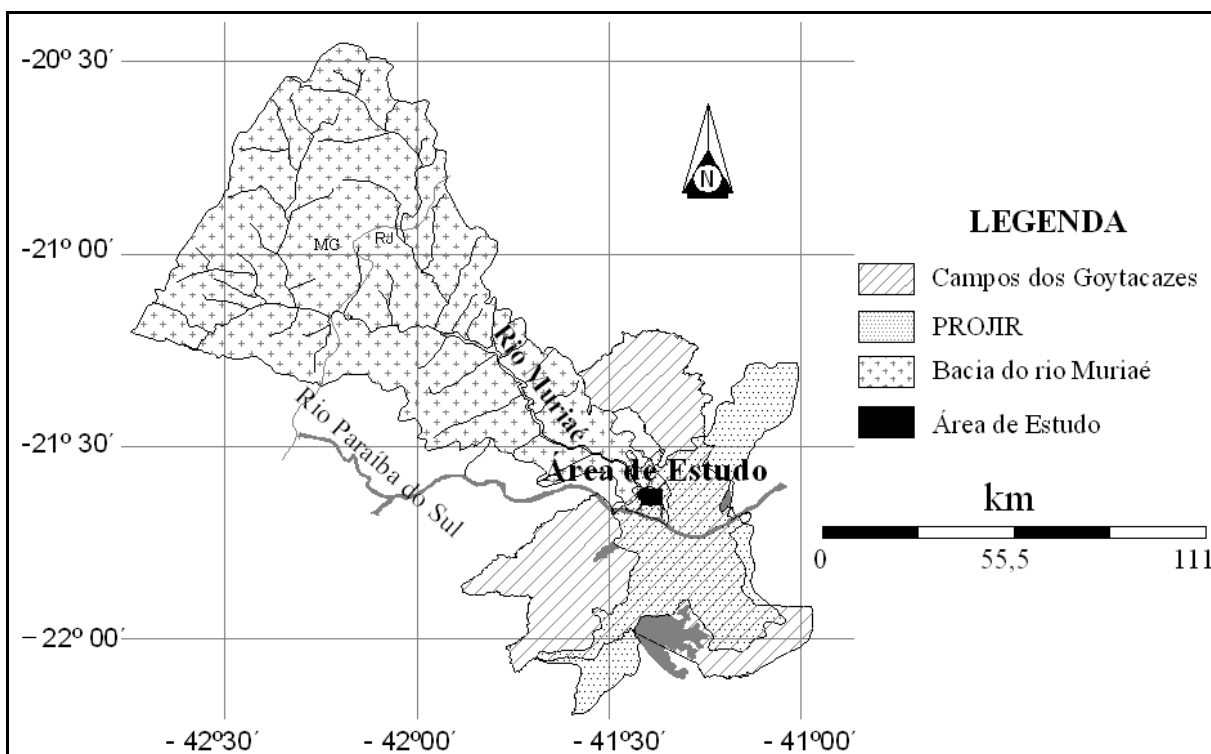 -20º 30´
-21º 00´
-21º 30´
- 22º 00´
- 42º30´
- 42º00´
- 41º30´
- 41º00´
MG
RJ
Rio Muriaé
Rio Paraíba do Sul
Área de Estudo
N
LEGENDA
Campos dos Goytacazes
PROJIR
Bacia do rio Muriaé
Área de Estudo
km
0 55,5 111